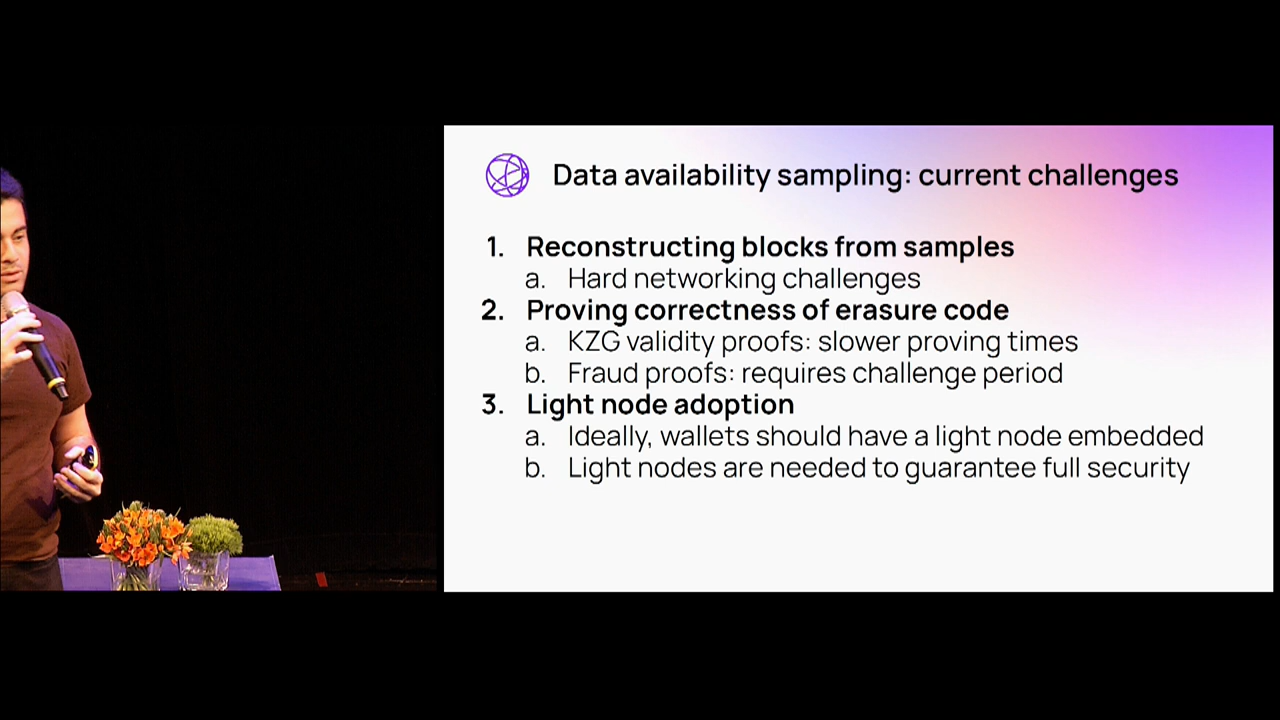 Data availability sampling: current challenges
1. Reconstructing blocks from samples
a. Hard networking challenges
2. Proving correctness of erasure code
a. KZG validity proofs: slower proving times
b. Fraud proofs: requires challenge period
3. Light node adoption
a. Ideally, wallets should have a light node embedded
b. Light nodes are needed to guarantee full security